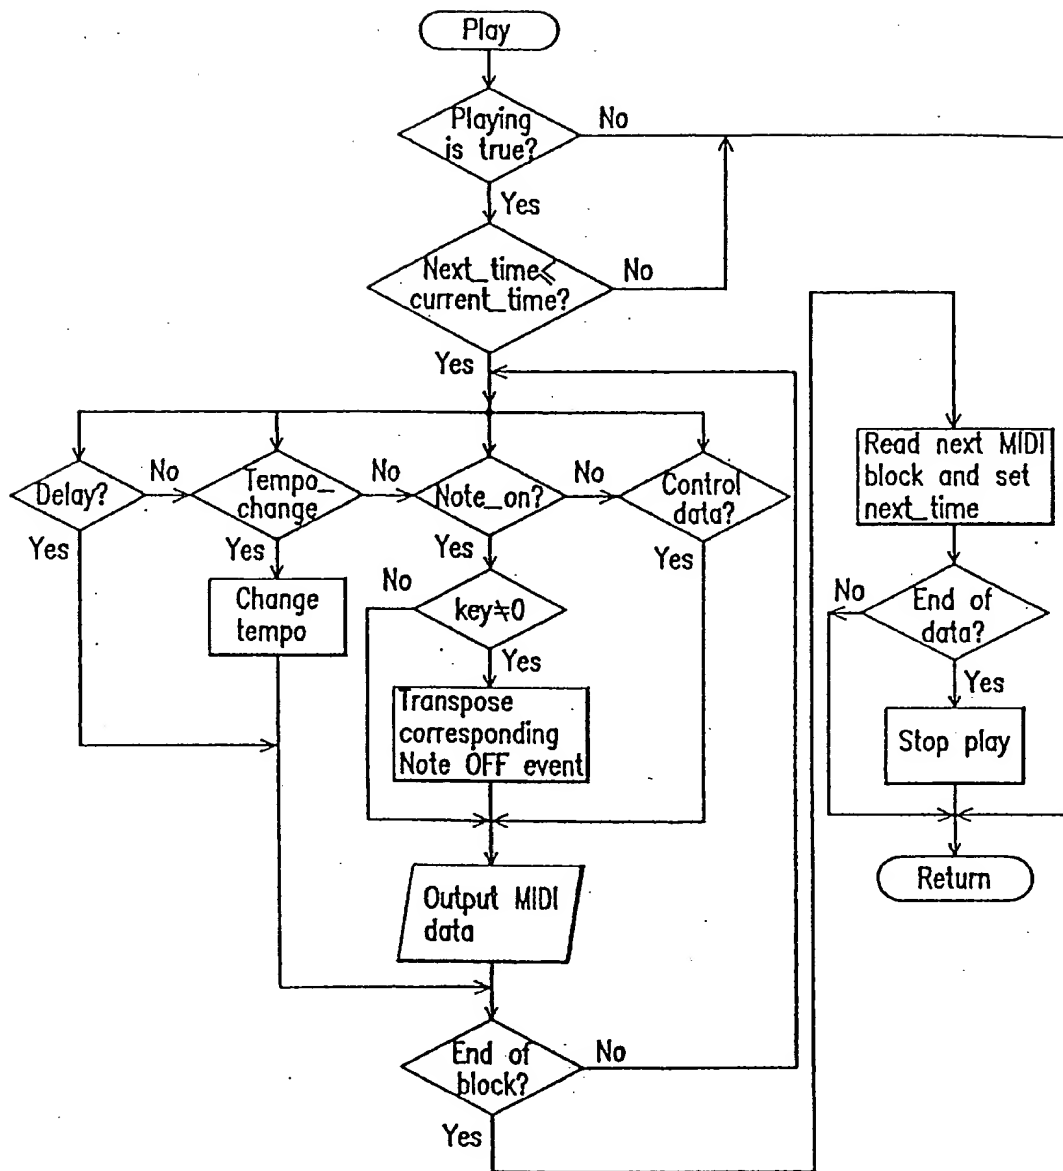 Play
Playing
is true?
No
Yes
Next_time≤
current_time?
No
Yes
Delay?
No
Tempo_
change
No
Note_on?
No
Control
data?
Yes
Yes
Yes
Yes
Change
tempo
No
key≠0
Yes
Transpose
corresponding
Note OFF event
Output MIDI
data
End of
block?
No
Yes
Read next MIDI
block and set
next_time
No
End of
data?
Yes
Stop play
Return